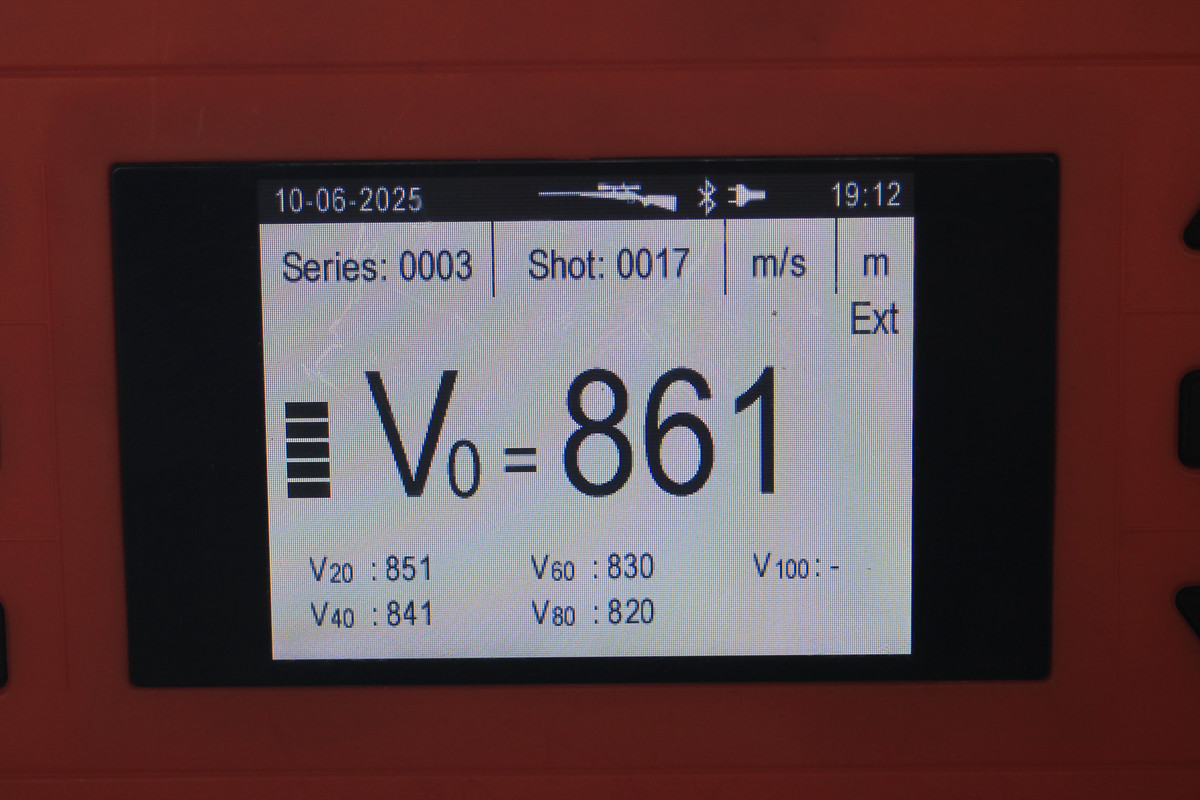 10-06-2025 19:12
Series: 0003 Shot: 0017 m/s m
Ext
V0 = 861
V20 : 851 V60 : 830 V100 : -
V40 : 841 V80 : 820